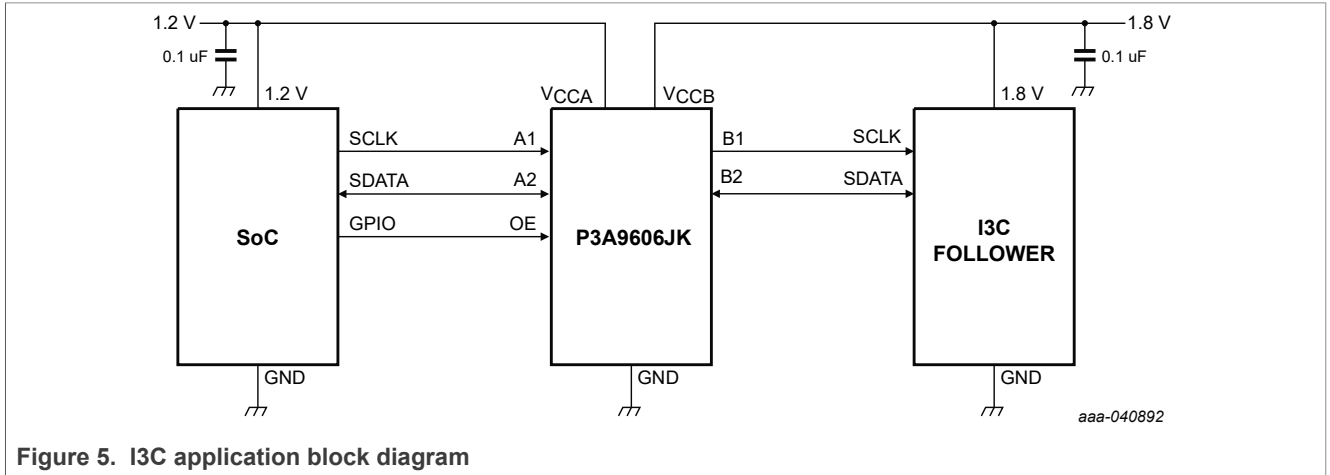 1.2 V
1.8 V
0.1 uF
0.1 uF
1.2 V
VCCA
VCCB
1.8 V
SCLK
A1
B1
SCLK
SDATA
A2
B2
SDATA
GPIO
OE
SoC
P3A9606JK
I3C
FOLLOWER
GND
GND
GND
aaa-040892
Figure 5. I3C application block diagram